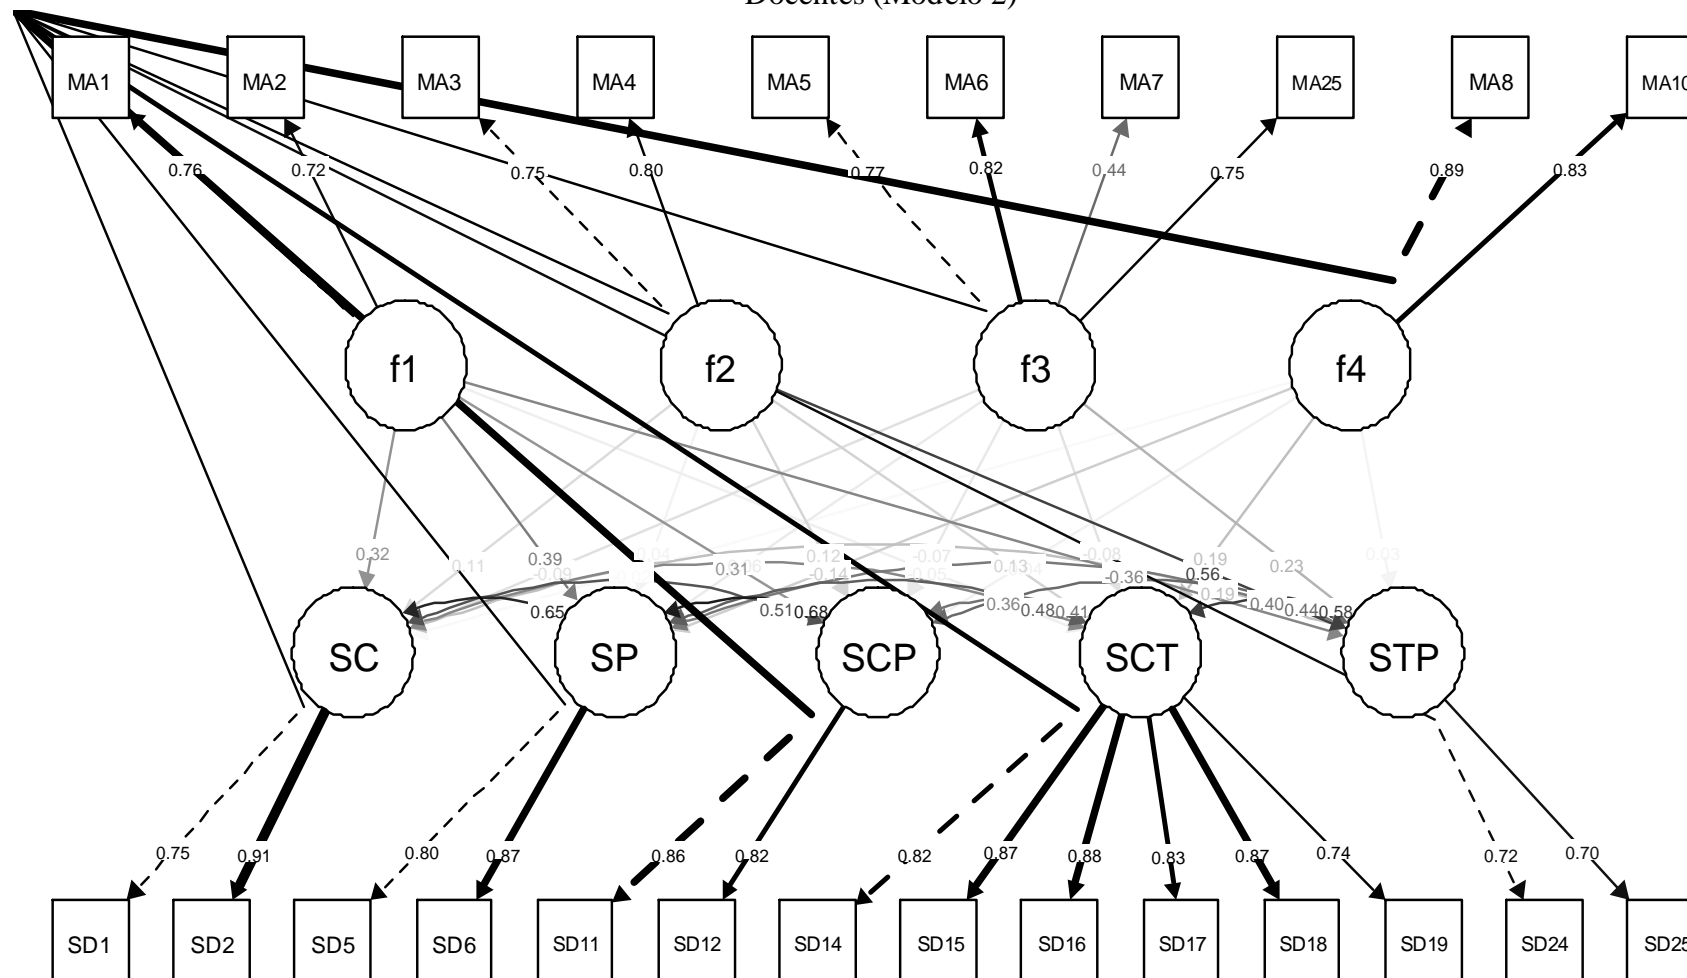 Docentes (Modelo 2)
MA1 MA2 MA3 MA4 MA5 MA6 MA7 MA25 MA8 MA10
0.76 0.72 0.75 0.80 0.77 0.82 0.44 0.75 0.89 0.83
f1 f2 f3 f4
0.32 0.11 0.39 -0.09 0.04 0.31 0.12 -0.14 -0.07 -0.05 0.13 -0.08 -0.36 0.19 0.56 0.19 0.23 0.03
0.65 0.51 0.68 0.36 0.48 0.41 0.40 0.44 0.58
SC SP SCP SCT STP
0.75 0.91 0.80 0.87 0.86 0.82 0.82 0.87 0.88 0.83 0.87 0.74 0.72 0.70
SD1 SD2 SD5 SD6 SD11 SD12 SD14 SD15 SD16 SD17 SD18 SD19 SD24 SD25